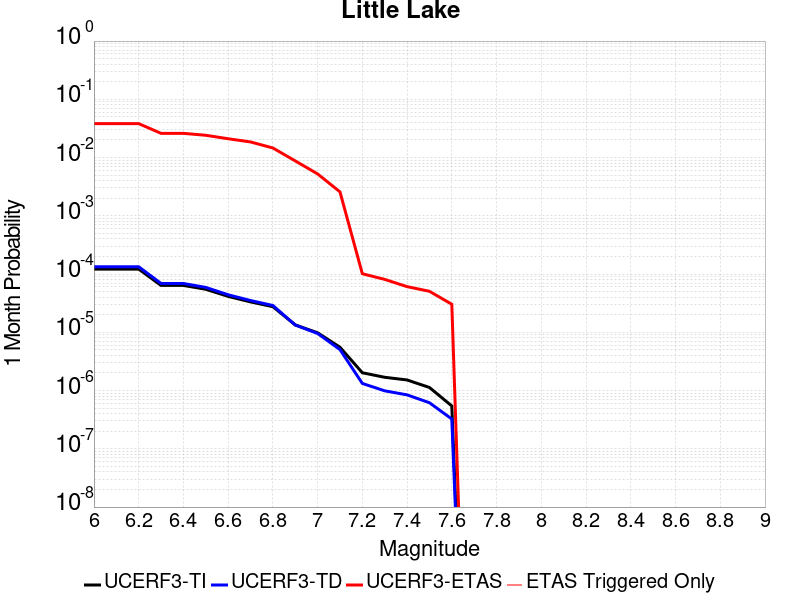 Little Lake
10^0
10^-1
10^-2
10^-3
10^-4
10^-5
10^-6
10^-7
10^-8
1 Month Probability
6 6.2 6.4 6.6 6.8 7 7.2 7.4 7.6 7.8 8 8.2 8.4 8.6 8.8 9
Magnitude
UCERF3-TI UCERF3-TD UCERF3-ETAS ETAS Triggered Only